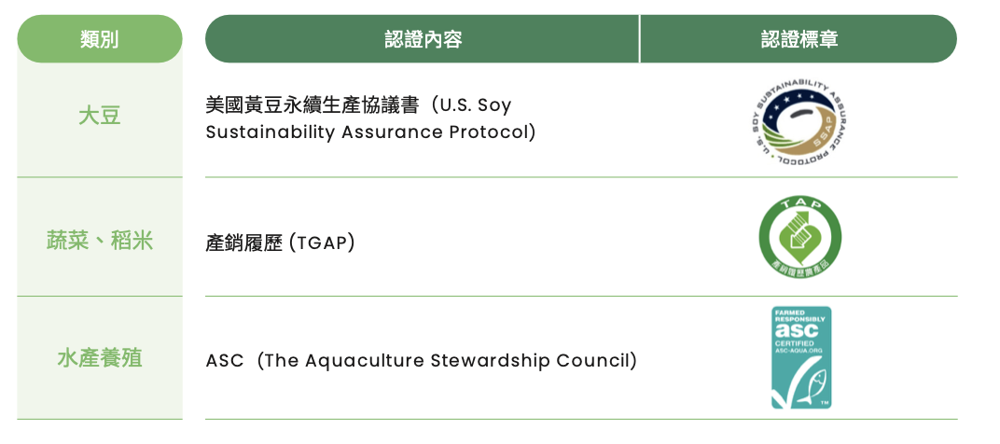 類別
認證內容
認證標章
大豆
美國黃豆永續生產協議書（U.S. Soy
Sustainability Assurance Protocol)
U.S. SOY SUSTAINABILITY ASSURANCE PROTOCOL •
SSAP
蔬菜、稻米
產銷履歷 (TGAP)
TAP
產銷履歷農產品
水產養殖
ASC（The Aquaculture Stewardship Council)
FARMED
RESPONSIBLY
asc
CERTIFIED
ASC-AQUA.ORG
TM